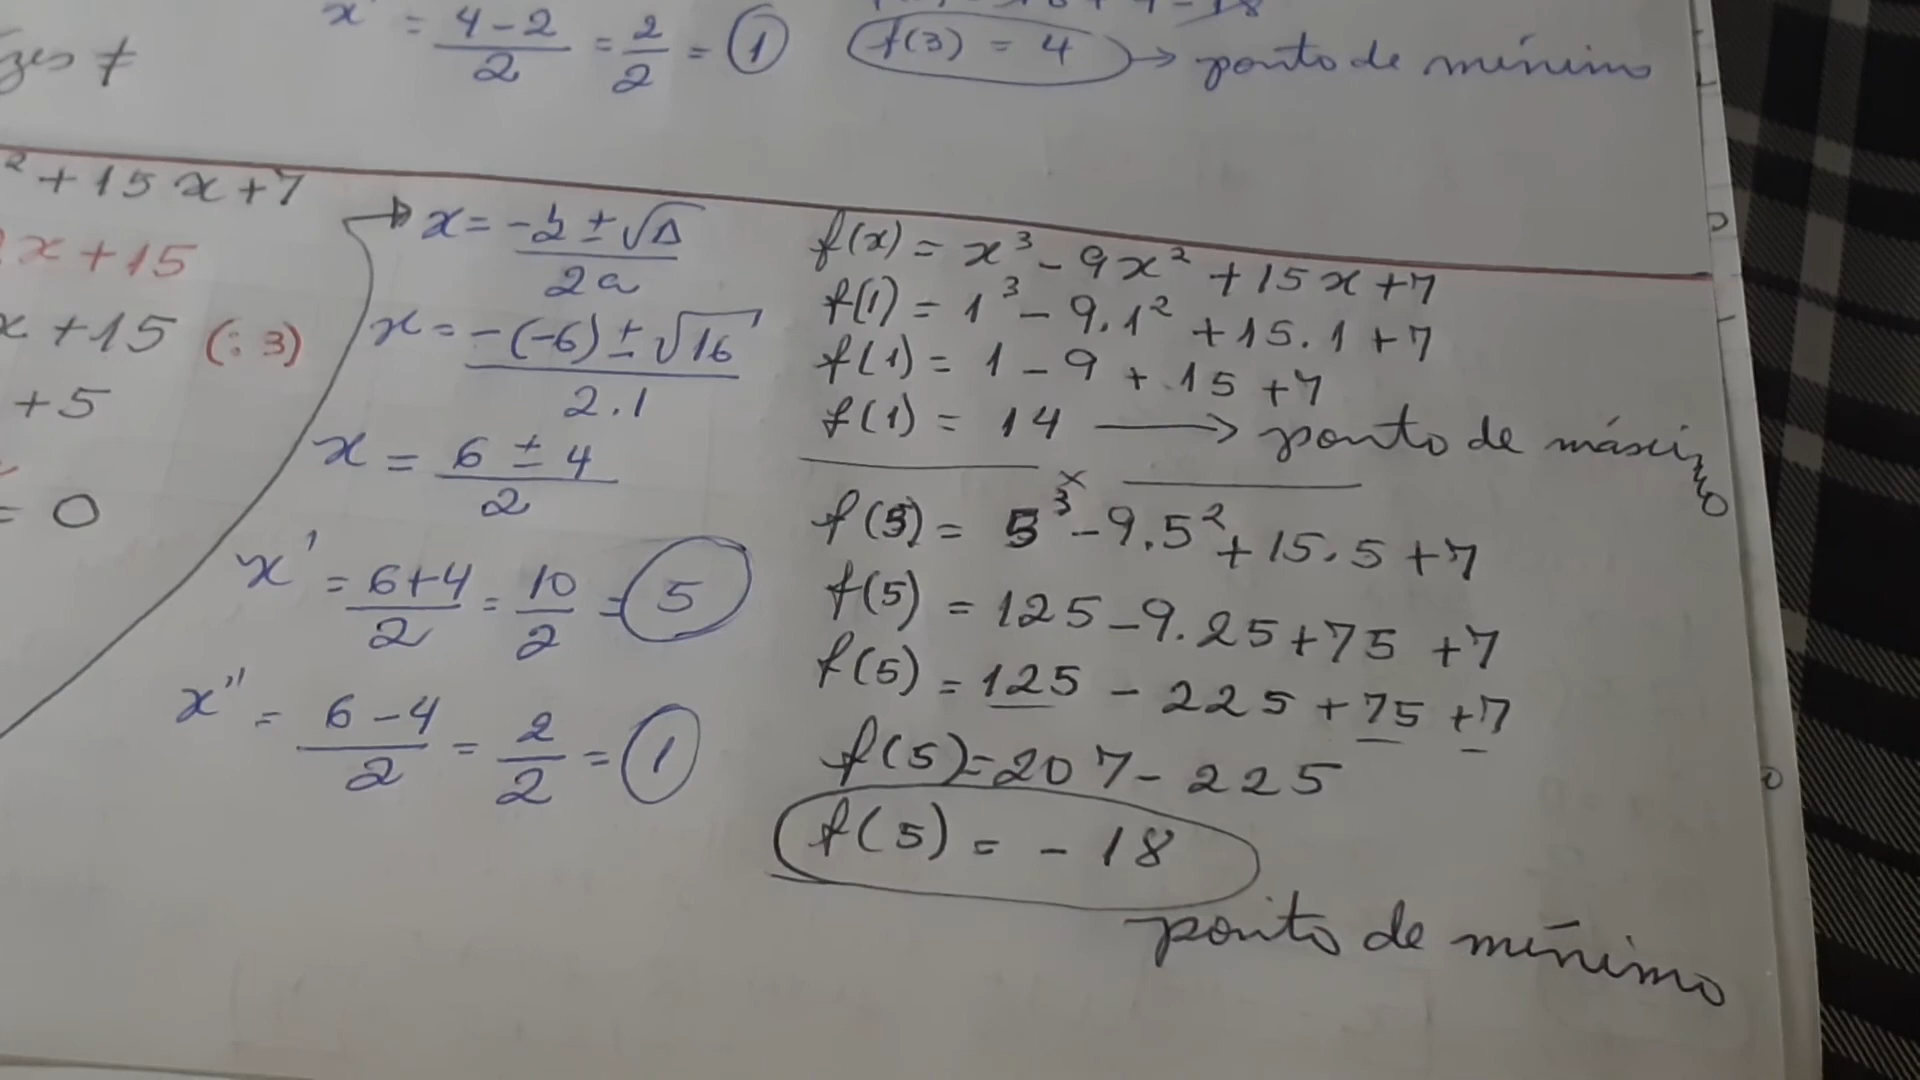 x = 4-2/2 = 2/2 = 1
f(3) = 4 → ponto de mínimo
² + 15x + 7
x + 15
x + 15 (:3)
+ 5
= 0
x = -b ± √Δ / 2a
x = -(-6) ± √16 / 2.1
x = 6 ± 4 / 2
x' = 6+4/2 = 10/2 = 5
x'' = 6-4/2 = 2/2 = 1
f(x) = x³ - 9x² + 15x + 7
f(1) = 1³ - 9.1² + 15.1 + 7
f(1) = 1 - 9 + 15 + 7
f(1) = 14 → ponto de máximo
x
f(5) = 5³ - 9.5² + 15.5 + 7
f(5) = 125 - 9.25 + 75 + 7
f(5) = 125 - 225 + 75 + 7
f(5) = 207 - 225
f(5) = - 18
ponto de mínimo